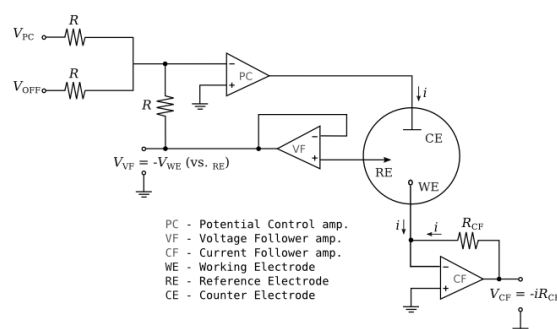 R
V_PC
R
V_OFF
R
− + PC
i
CE
− + VF
RE
WE
V_VF = -V_WE (vs. RE)
i
i
R_CF
− + CF
V_CF = -iR_CF
PC - Potential Control amp.
VF - Voltage Follower amp.
CF - Current Follower amp.
WE - Working Electrode
RE - Reference Electrode
CE - Counter Electrode